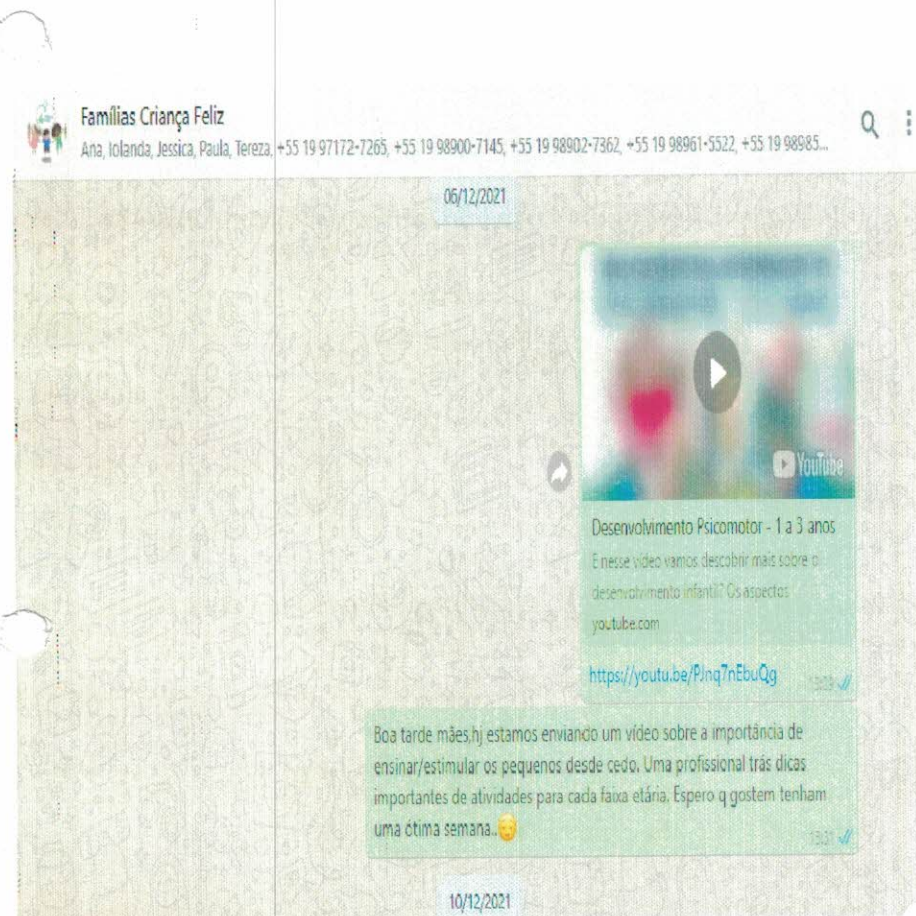 Famílias Criança Feliz
Ana, Iolanda, Jessica, Paula, Tereza, +55 19 97172-7265, +55 19 98900-7145, +55 19 98902-7362, +55 19 98961-5522, +55 19 98985...
06/12/2021
YouTube
Desenvolvimento Psicomotor - 1 a 3 anos
E nesse vídeo vamos descobrir mais sobre o
desenvolvimento infantil? Os aspectos
youtube.com
https://youtu.be/PJnq7nEbuQg
Boa tarde mães,hj estamos enviando um vídeo sobre a importância de
ensinar/estimular os pequenos desde cedo. Uma profissional trás dicas
importantes de atividades para cada faixa etária. Espero q gostem tenham
uma ótima semana..
10/12/2021